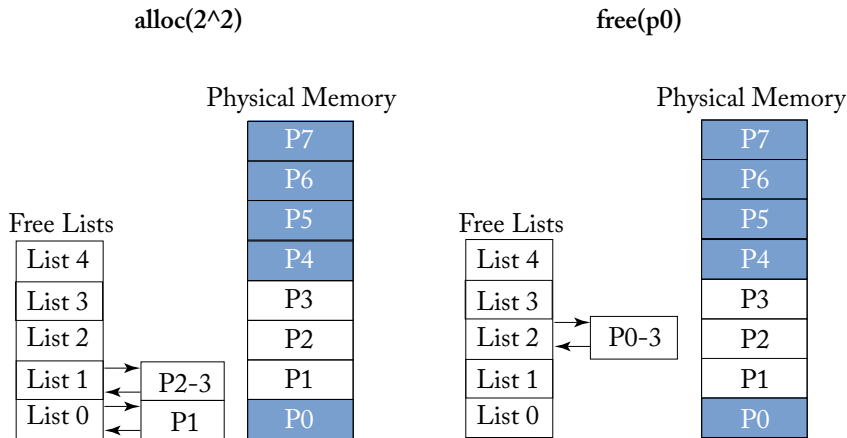 alloc(2^2)
Physical Memory
P7
P6
P5
P4
P3
P2
P1
P0
Free Lists
List 4
List 3
List 2
List 1
List 0
P2-3
P1
free(p0)
Physical Memory
P7
P6
P5
P4
P3
P2
P1
P0
Free Lists
List 4
List 3
List 2
List 1
List 0
P0-3